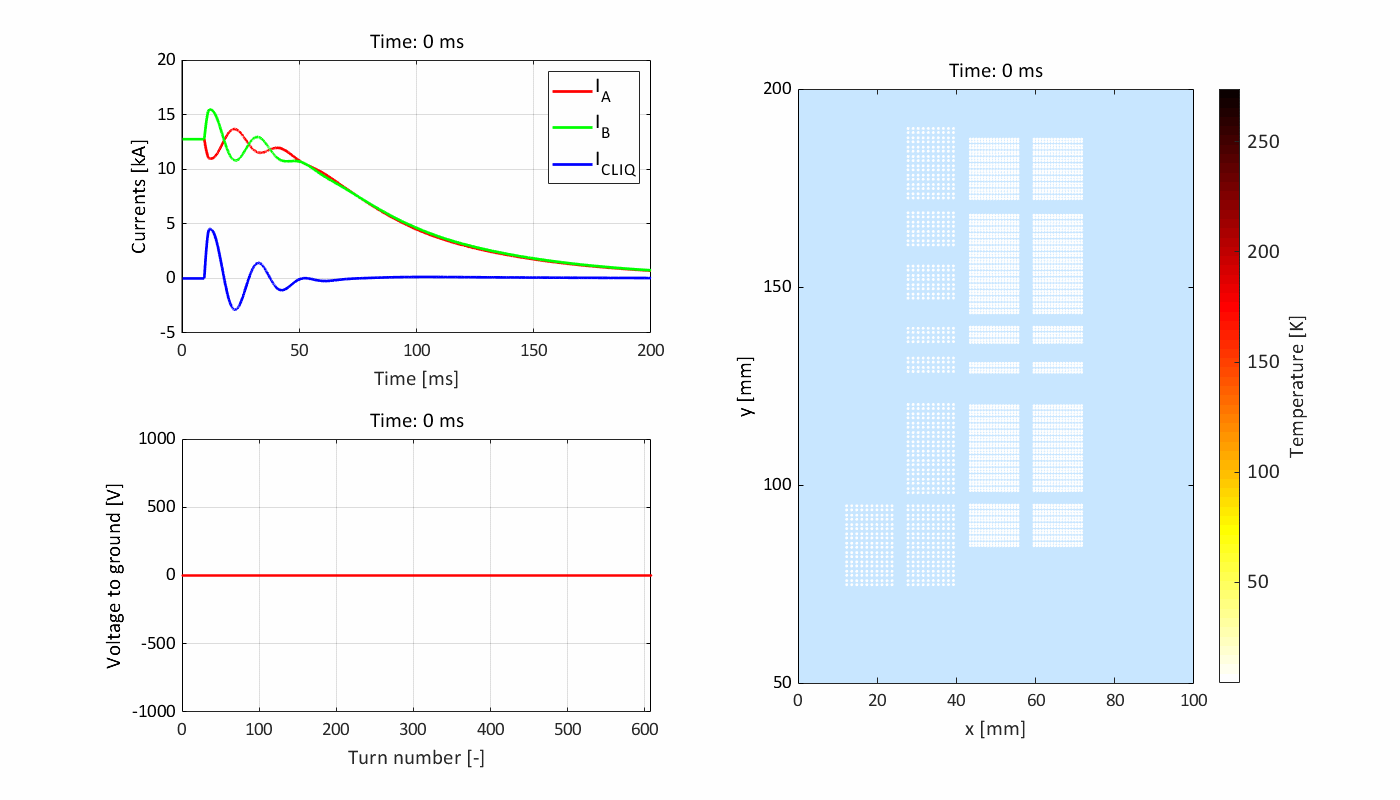 Time: 0 ms
20
15
10
5
0
-5
Currents [kA]
I_A
I_B
I_CLIQ
0 50 100 150 200
Time [ms]
Time: 0 ms
1000
500
0
-500
-1000
Voltage to ground [V]
0 100 200 300 400 500 600
Turn number [-]
Time: 0 ms
200
150
100
50
y [mm]
0 20 40 60 80 100
x [mm]
250
200
150
100
50
Temperature [K]